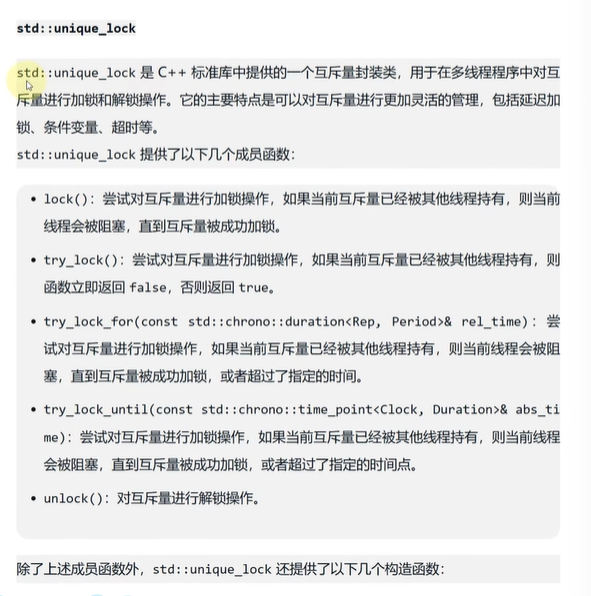 std::unique_lock
std::unique_lock 是 C++ 标准库中提供的一个互斥量封装类，用于在多线程程序中对互
斥量进行加锁和解锁操作。它的主要特点是可以对互斥量进行更加灵活的管理，包括延迟加
锁、条件变量、超时等。
std::unique_lock 提供了以下几个成员函数：
• lock()：尝试对互斥量进行加锁操作，如果当前互斥量已经被其他线程持有，则当前
线程会被阻塞，直到互斥量被成功加锁。
• try_lock()：尝试对互斥量进行加锁操作，如果当前互斥量已经被其他线程持有，则
函数立即返回 false，否则返回 true。
• try_lock_for(const std::chrono::duration<Rep, Period>& rel_time)：尝
试对互斥量进行加锁操作，如果当前互斥量已经被其他线程持有，则当前线程会被阻
塞，直到互斥量被成功加锁，或者超过了指定的时间。
• try_lock_until(const std::chrono::time_point<Clock, Duration>& abs_ti
me)：尝试对互斥量进行加锁操作，如果当前互斥量已经被其他线程持有，则当前线程
会被阻塞，直到互斥量被成功加锁，或者超过了指定的时间点。
• unlock()：对互斥量进行解锁操作。
除了上述成员函数外，std::unique_lock 还提供了以下几个构造函数：